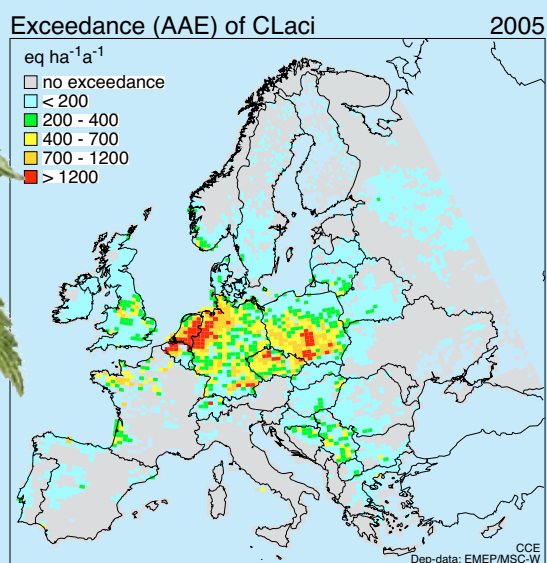 Exceedance (AAE) of CLaci 2005
eq ha⁻¹a⁻¹
no exceedance
< 200
200 - 400
400 - 700
700 - 1200
> 1200
CCE
Dep-data: EMEP/MSC-W